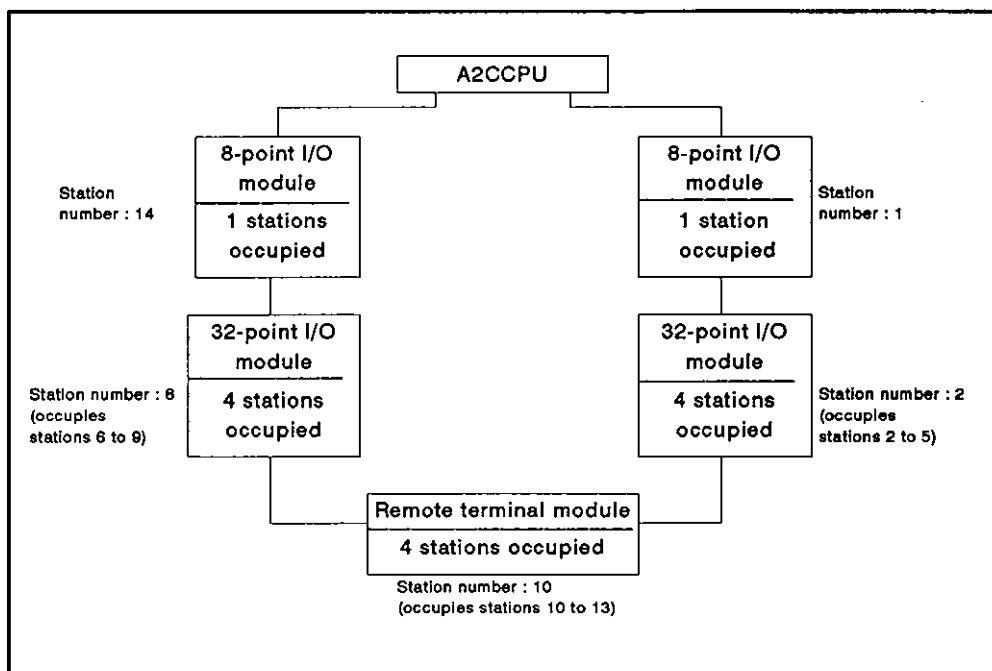 A2CCPU
8-point I/O
module
1 stations
occupied
Station
number : 14
8-point I/O
module
1 station
occupied
Station
number : 1
32-point I/O
module
4 stations
occupied
Station number : 6
(occupies
stations 6 to 9)
32-point I/O
module
4 stations
occupied
Station number : 2
(occupies
stations 2 to 5)
Remote terminal module
4 stations occupied
Station number : 10
(occupies stations 10 to 13)